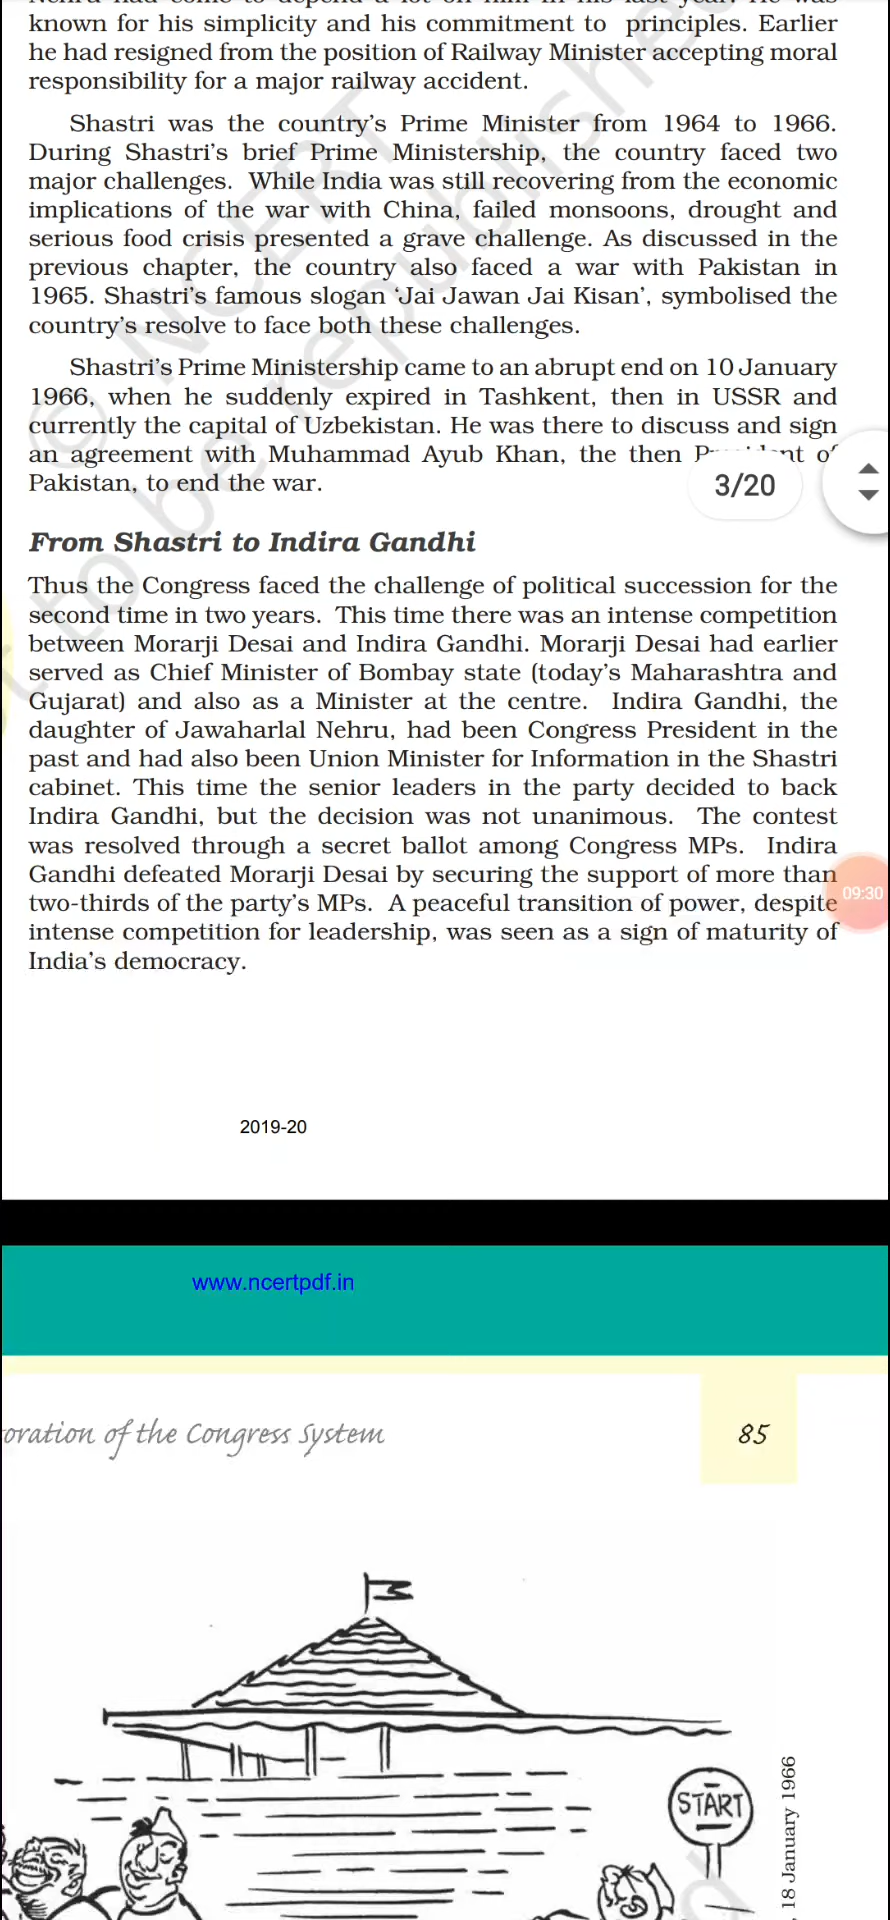 known for his simplicity and his commitment to principles. Earlier
he had resigned from the position of Railway Minister accepting moral
responsibility for a major railway accident.
Shastri was the country's Prime Minister from 1964 to 1966.
During Shastri's brief Prime Ministership, the country faced two
major challenges. While India was still recovering from the economic
implications of the war with China, failed monsoons, drought and
serious food crisis presented a grave challenge. As discussed in the
previous chapter, the country also faced a war with Pakistan in
1965. Shastri's famous slogan ‘Jai Jawan Jai Kisan’, symbolised the
country's resolve to face both these challenges.
Shastri's Prime Ministership came to an abrupt end on 10 January
1966, when he suddenly expired in Tashkent, then in USSR and
currently the capital of Uzbekistan. He was there to discuss and sign
an agreement with Muhammad Ayub Khan, the then
Pakistan, to end the war.
3/20
From Shastri to Indira Gandhi
Thus the Congress faced the challenge of political succession for the
second time in two years. This time there was an intense competition
between Morarji Desai and Indira Gandhi. Morarji Desai had earlier
served as Chief Minister of Bombay state (today's Maharashtra and
Gujarat) and also as a Minister at the centre. Indira Gandhi, the
daughter of Jawaharlal Nehru, had been Congress President in the
past and had also been Union Minister for Information in the Shastri
cabinet. This time the senior leaders in the party decided to back
Indira Gandhi, but the decision was not unanimous. The contest
was resolved through a secret ballot among Congress MPs. Indira
Gandhi defeated Morarji Desai by securing the support of more than
two-thirds of the party's MPs. A peaceful transition of power, despite
intense competition for leadership, was seen as a sign of maturity of
India's democracy.
09:30
2019-20
www.ncertpdf.in
oration of the Congress System
85
START
, 18 January 1966
© NCERT
to be republished